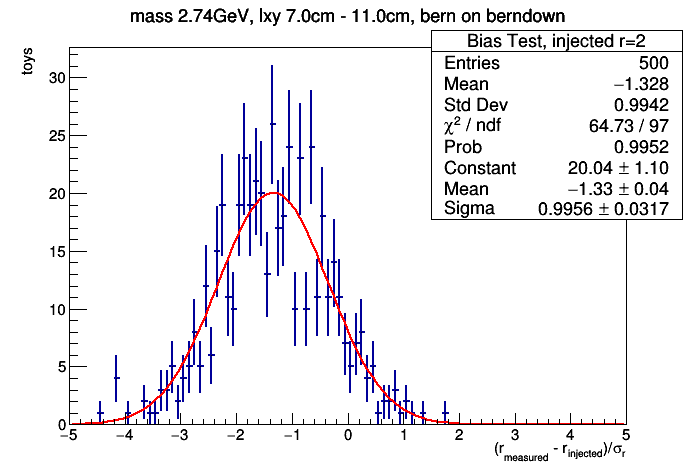 mass 2.74GeV, lxy 7.0cm - 11.0cm, bern on berndown
Bias Test, injected r=2
Entries 500
Mean −1.328
Std Dev 0.9942
χ² / ndf 64.73 / 97
Prob 0.9952
Constant 20.04 ± 1.10
Mean −1.33 ± 0.04
Sigma 0.9956 ± 0.0317
toys
30
25
20
15
10
5
0
−5 −4 −3 −2 −1 0 1 2 3 4 5
(r_measured - r_injected)/σ_r